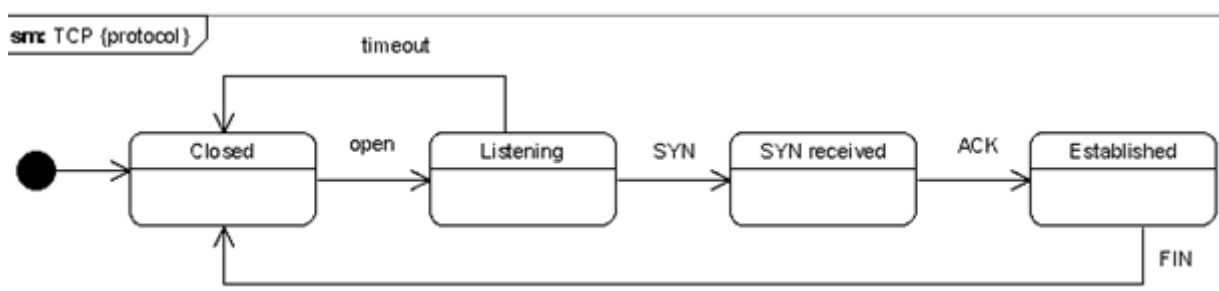 sm: TCP {protocol}
timeout
Closed
open
Listening
SYN
SYN received
ACK
Established
FIN